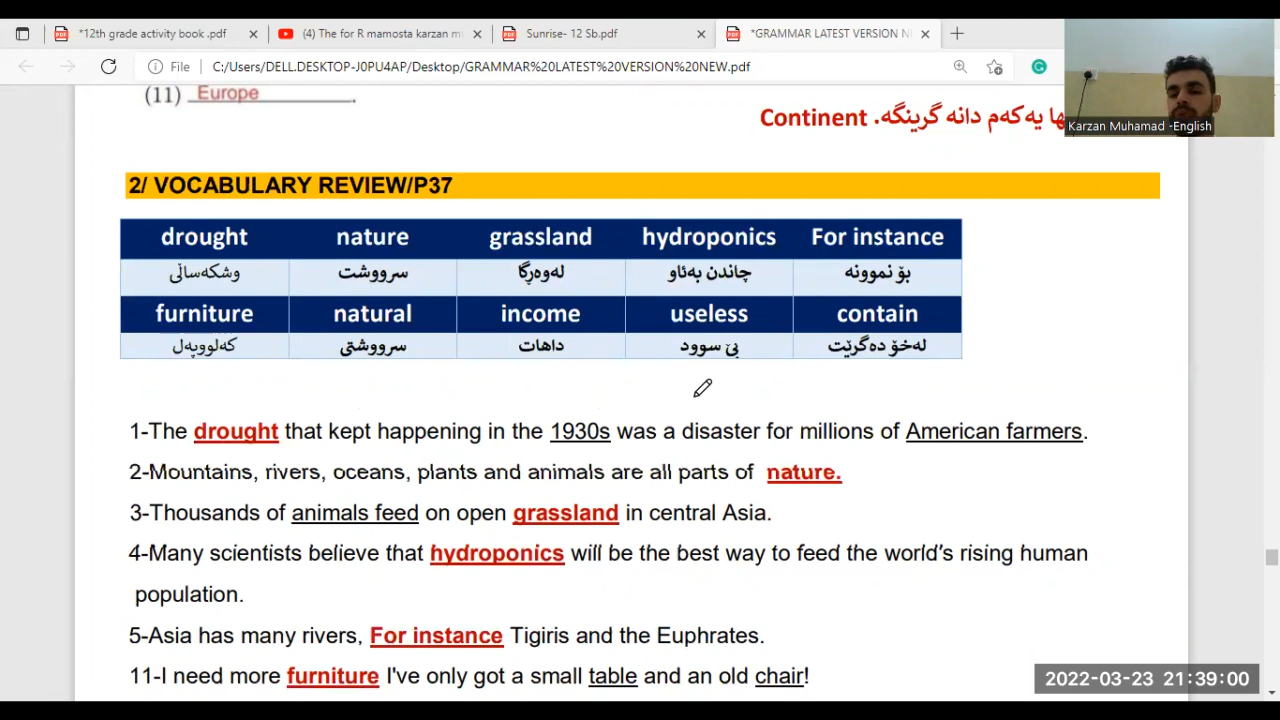 *12th grade activity book .pdf
(4) The for R mamosta karzan m
Sunrise- 12 Sb.pdf
*GRAMMAR LATEST VERSION N
File
C:/Users/DELL.DESKTOP-J0PU4AP/Desktop/GRAMMAR%20LATEST%20VERSION%20NEW.pdf
Karzan Muhamad -English
(11) Europe.
یەکەم دانە گرینگە. Continent
2/ VOCABULARY REVIEW/P37
drought nature grassland hydroponics For instance
وشکەساڵی سرووشت لەوەڕگا چاندن بەئاو بۆ نموونە
furniture natural income useless contain
کەلووپەل سرووشتی داهات بێ سوود لەخۆ دەگرێت
1-The drought that kept happening in the 1930s was a disaster for millions of American farmers.
2-Mountains, rivers, oceans, plants and animals are all parts of nature.
3-Thousands of animals feed on open grassland in central Asia.
4-Many scientists believe that hydroponics will be the best way to feed the world's rising human
population.
5-Asia has many rivers, For instance Tigiris and the Euphrates.
11-I need more furniture I've only got a small table and an old chair!
2022-03-23 21:39:00